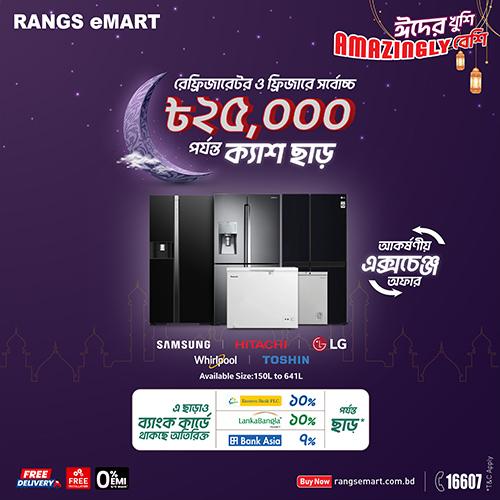 RANGS eMART
ঈদের খুশি
AMAZINGLY বেশি
রেফ্রিজারেটর ও ফ্রিজারে সর্বোচ্চ
৳২৫,০০০
পর্যন্ত ক্যাশ ছাড়
আকর্ষণীয়
এক্সচেঞ্জ
অফার
SAMSUNG | HITACHI | LG
Whirlpool | TOSHIN
Available Size:150L to 641L
এ ছাড়াও
ব্যাংক কার্ডে
থাকছে অতিরিক্ত
Eastern Bank PLC. ১০%
LankaBangla ১০%
Bank Asia ৭%
পর্যন্ত
ছাড়*
FREE DELIVERY
FREE INSTALLATION
0% EMI
Buy Now rangsemart.com.bd
16607
*T&C Apply